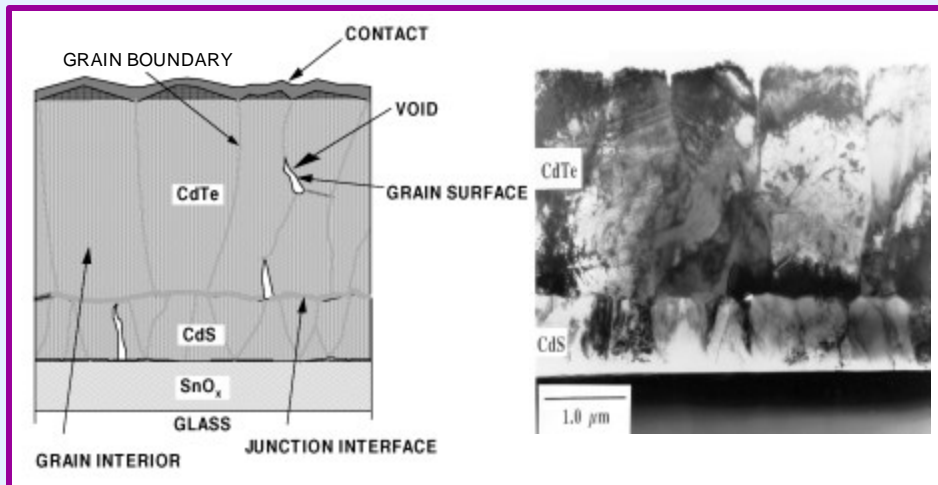 CONTACT
GRAIN BOUNDARY
VOID
CdTe
GRAIN SURFACE
CdS
SnOx
GLASS
GRAIN INTERIOR
JUNCTION INTERFACE
CdTe
CdS
1.0 μm